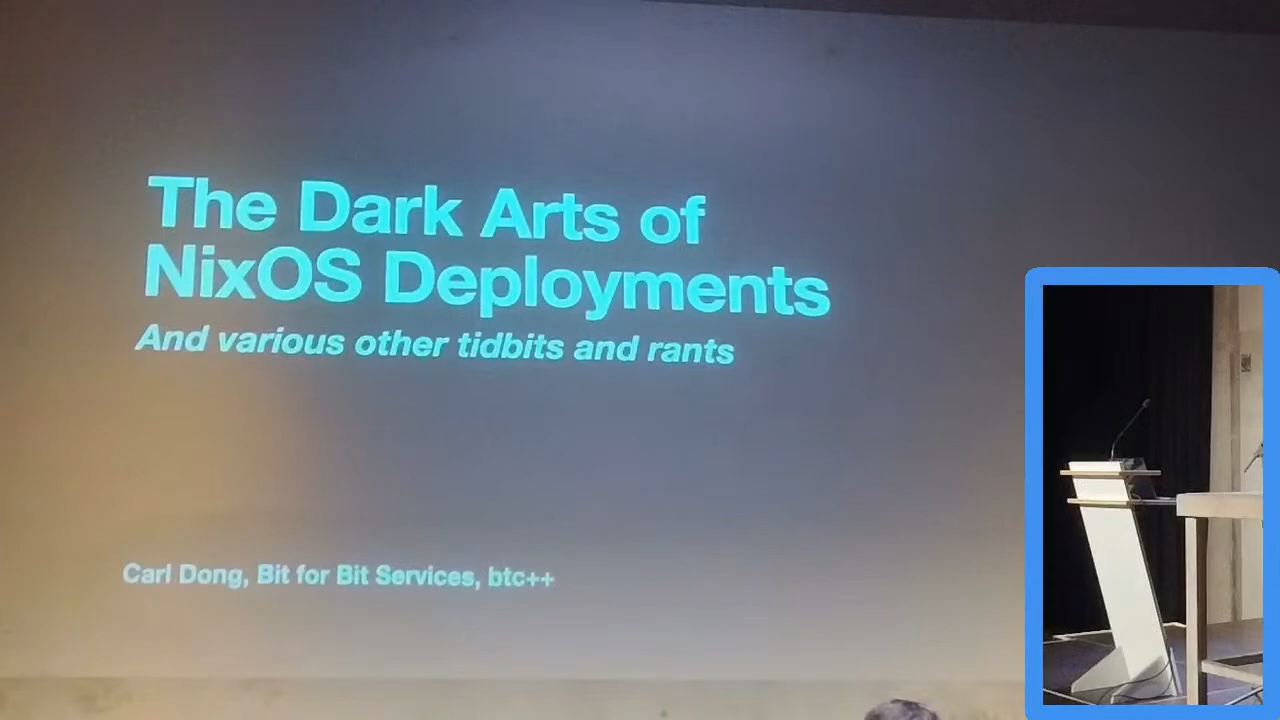 The Dark Arts of
NixOS Deployments
And various other tidbits and rants
Carl Dong, Bit for Bit Services, btc++